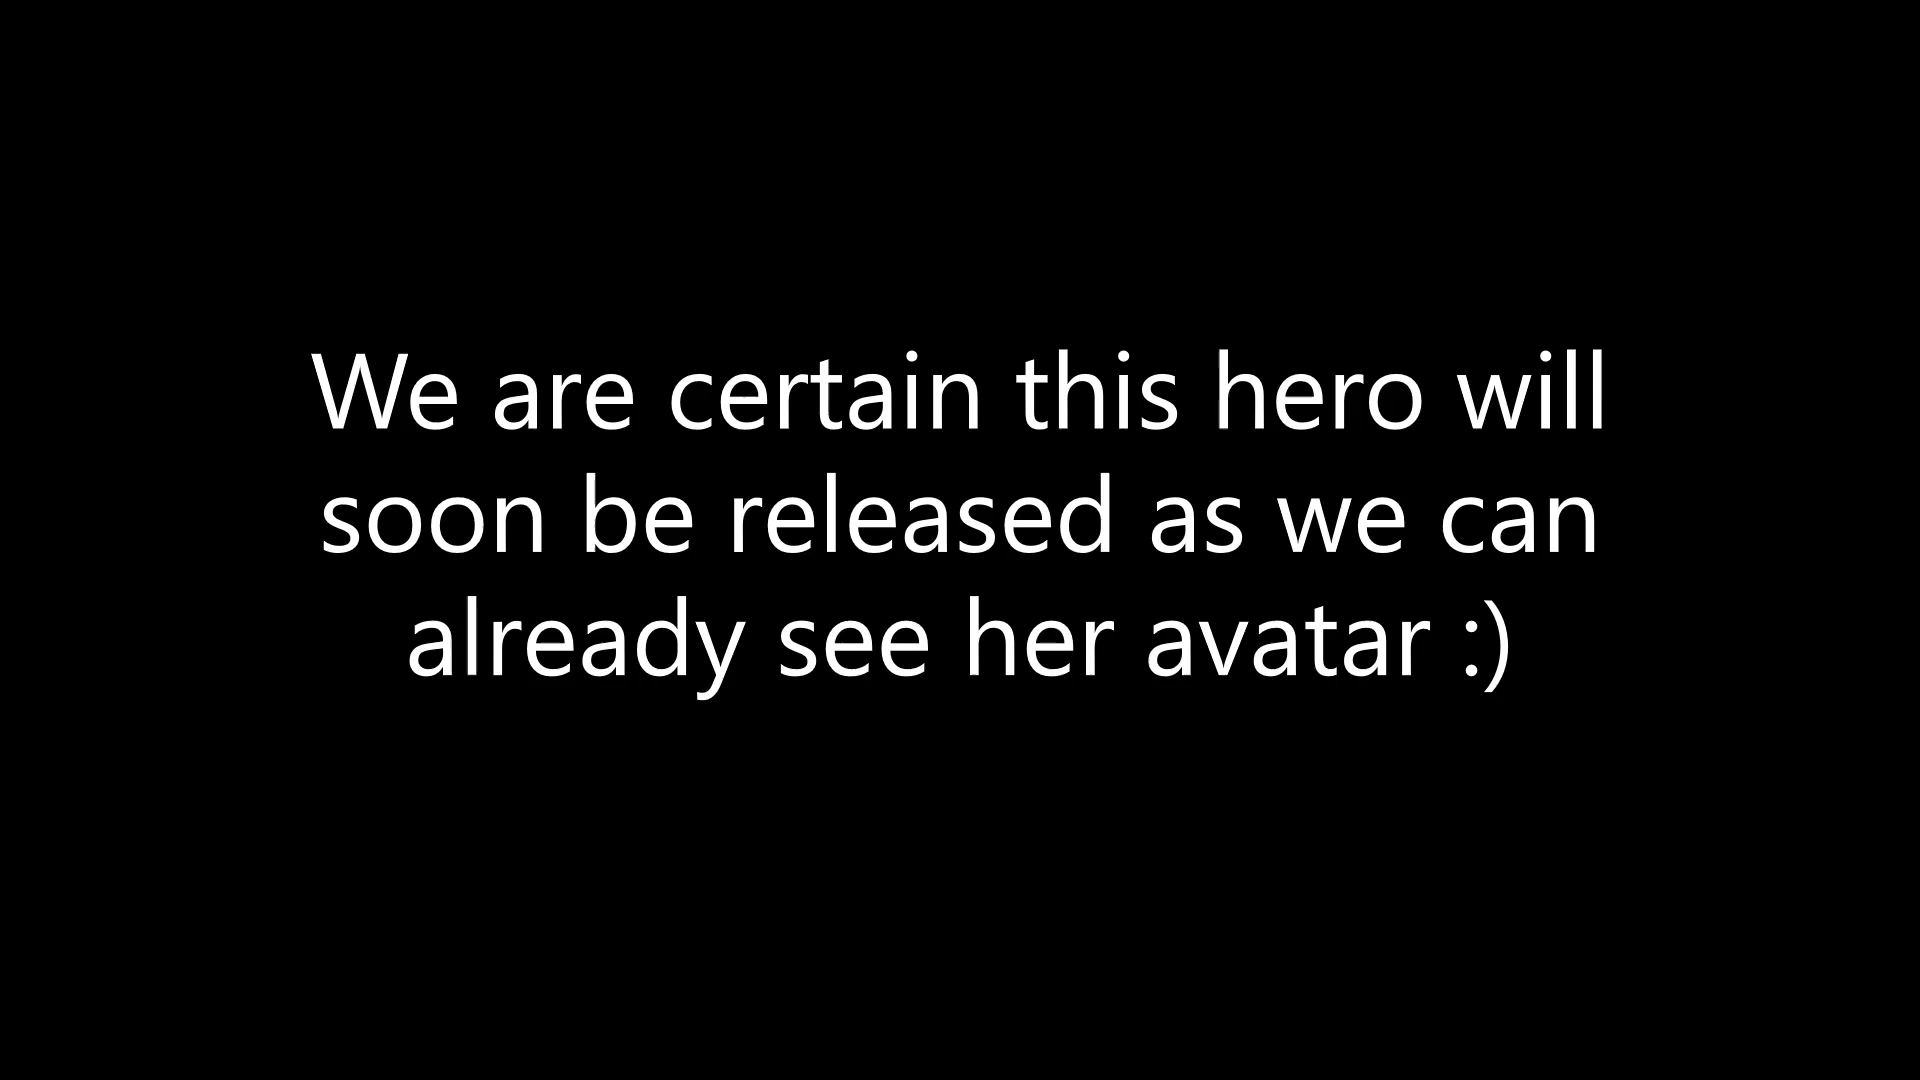 We are certain this hero will
soon be released as we can
already see her avatar :)